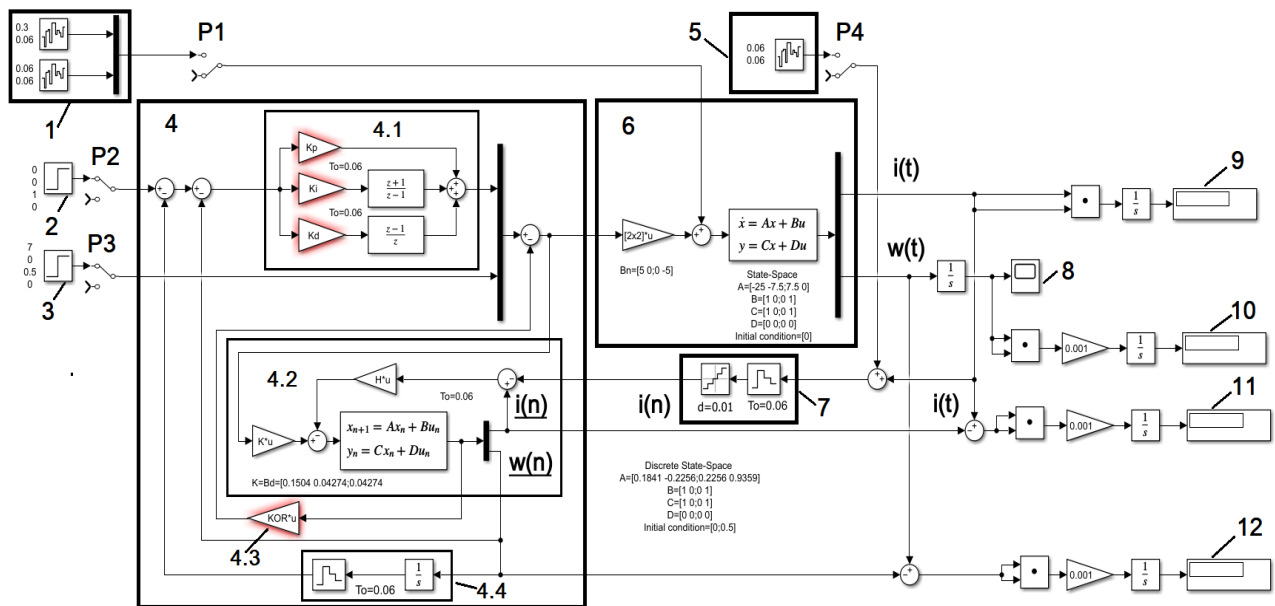 0.3
0.06
0.06
0.06
1
P1
5
0.06
0.06
P4
P2
0
0
1
0
2
7
0
0.5
0
P3
3
4
4.1
Kp
To=0.06
Ki
z+1
z-1
To=0.06
Kd
z-1
z
6
[2x2]*u
Bn=[5 0;0 -5]
ẋ = Ax + Bu
y = Cx + Du
State-Space
A=[-25 -7.5;7.5 0]
B=[1 0;0 1]
C=[1 0;0 1]
D=[0 0;0 0]
Initial condition=[0]
i(t)
w(t)
1
s
9
1
s
8
10
0.001
1
s
4.2
H*u
To=0.06
K*u
xn+1 = Axn + Bun
yn = Cxn + Dun
K=Bd=[0.1504 0.04274;0.04274
i(n)
w(n)
i(n)
d=0.01
To=0.06
7
i(t)
11
0.001
1
s
Discrete State-Space
A=[0.1841 -0.2256;0.2256 0.9359]
B=[1 0;0 1]
C=[1 0;0 1]
D=[0 0;0 0]
Initial condition=[0;0.5]
KOR*u
4.3
To=0.06
1
s
4.4
12
0.001
1
s